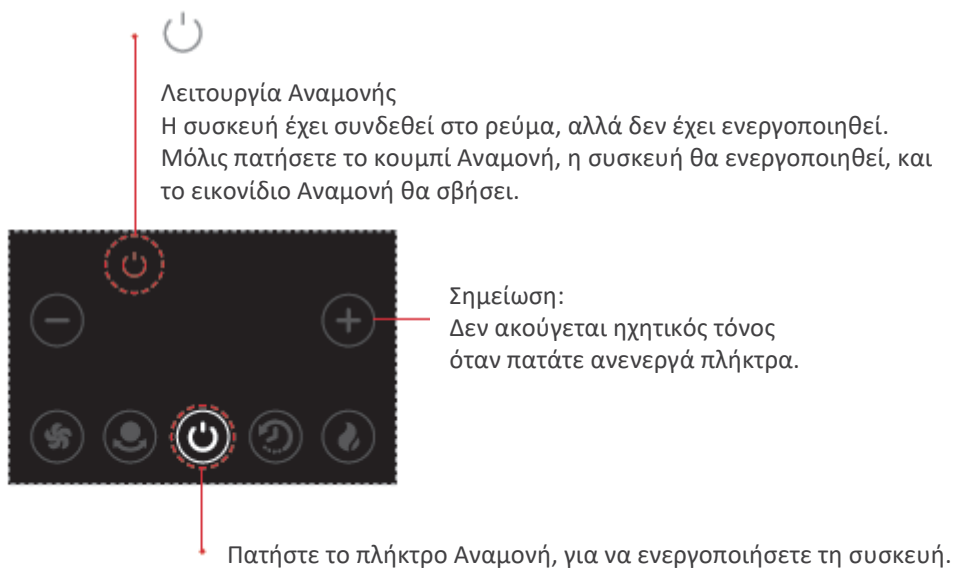 Λειτουργία Αναμονής
Η συσκευή έχει συνδεθεί στο ρεύμα, αλλά δεν έχει ενεργοποιηθεί.
Μόλις πατήσετε το κουμπί Αναμονή, η συσκευή θα ενεργοποιηθεί, και
το εικονίδιο Αναμονή θα σβήσει.
Σημείωση:
Δεν ακούγεται ηχητικός τόνος
όταν πατάτε ανενεργά πλήκτρα.
Πατήστε το πλήκτρο Αναμονή, για να ενεργοποιήσετε τη συσκευή.